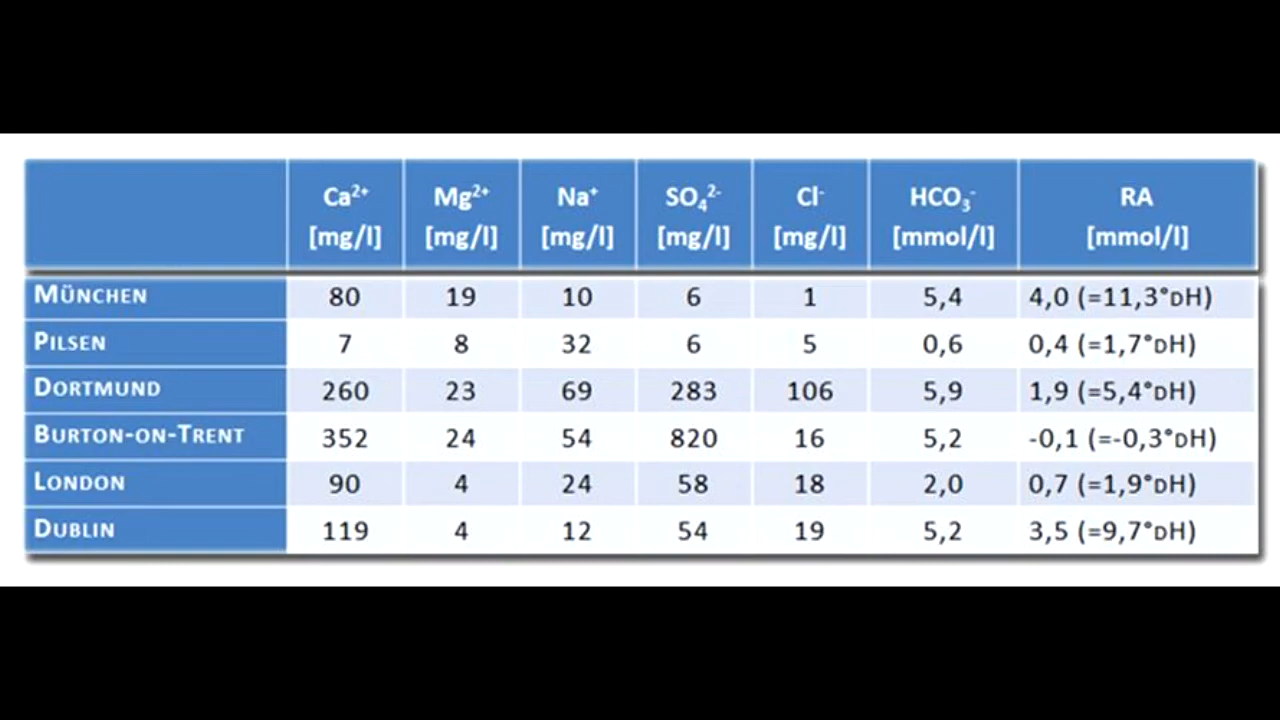 Ca²⁺ Mg²⁺ Na⁺ SO₄²⁻ Cl⁻ HCO₃⁻ RA
[mg/l] [mg/l] [mg/l] [mg/l] [mg/l] [mmol/l] [mmol/l]
MÜNCHEN 80 19 10 6 1 5,4 4,0 (=11,3°DH)
PILSEN 7 8 32 6 5 0,6 0,4 (=1,7°DH)
DORTMUND 260 23 69 283 106 5,9 1,9 (=5,4°DH)
BURTON-ON-TRENT 352 24 54 820 16 5,2 -0,1 (=-0,3°DH)
LONDON 90 4 24 58 18 2,0 0,7 (=1,9°DH)
DUBLIN 119 4 12 54 19 5,2 3,5 (=9,7°DH)